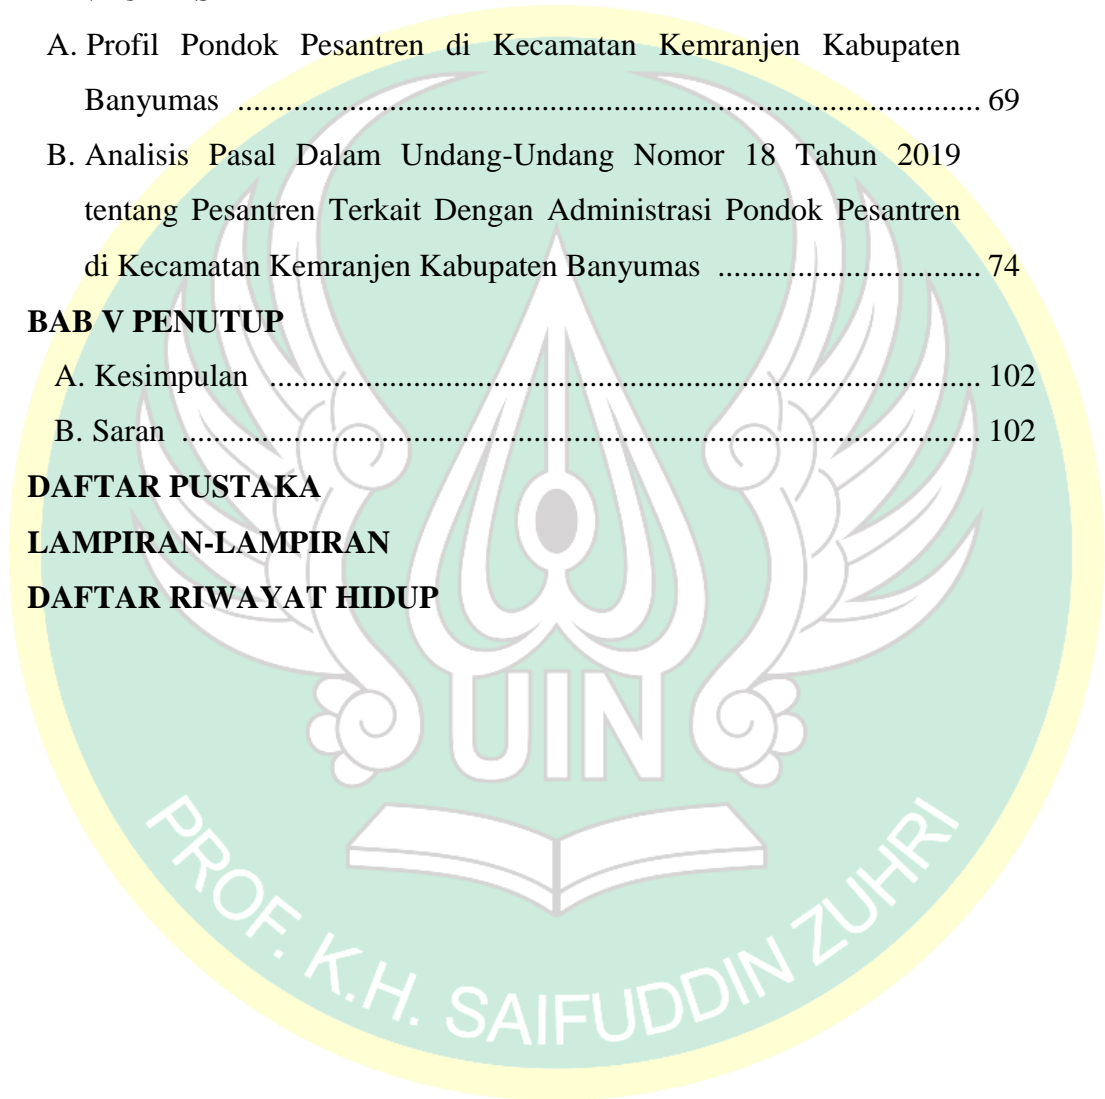 A. Profil Pondok Pesantren di Kecamatan Kemranjen Kabupaten
Banyumas ........................................................................................... 69
B. Analisis Pasal Dalam Undang-Undang Nomor 18 Tahun 2019
tentang Pesantren Terkait Dengan Administrasi Pondok Pesantren
di Kecamatan Kemranjen Kabupaten Banyumas ................................ 74
BAB V PENUTUP
A. Kesimpulan ....................................................................................... 102
B. Saran .................................................................................................. 102
DAFTAR PUSTAKA
LAMPIRAN-LAMPIRAN
DAFTAR RIWAYAT HIDUP
UIN
PROF. K.H. SAIFUDDIN ZUHRI